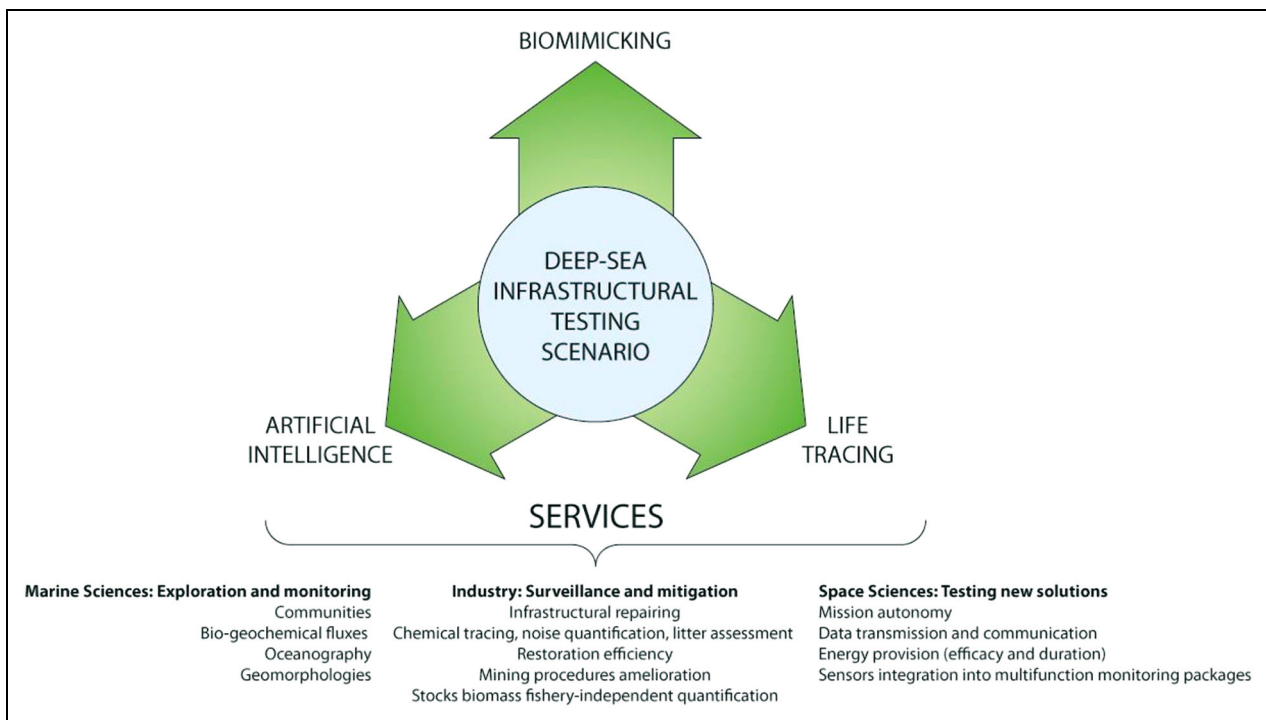 BIOMIMICKING
DEEP-SEA
INFRASTRUCTURAL
TESTING
SCENARIO
ARTIFICIAL
INTELLIGENCE
LIFE
TRACING
SERVICES
Marine Sciences: Exploration and monitoring
Communities
Bio-geochemical fluxes
Oceanography
Geomorphologies
Industry: Surveillance and mitigation
Infrastructural repairing
Chemical tracing, noise quantification, litter assessment
Restoration efficiency
Mining procedures amelioration
Stocks biomass fishery-independent quantification
Space Sciences: Testing new solutions
Mission autonomy
Data transmission and communication
Energy provision (efficacy and duration)
Sensors integration into multifunction monitoring packages